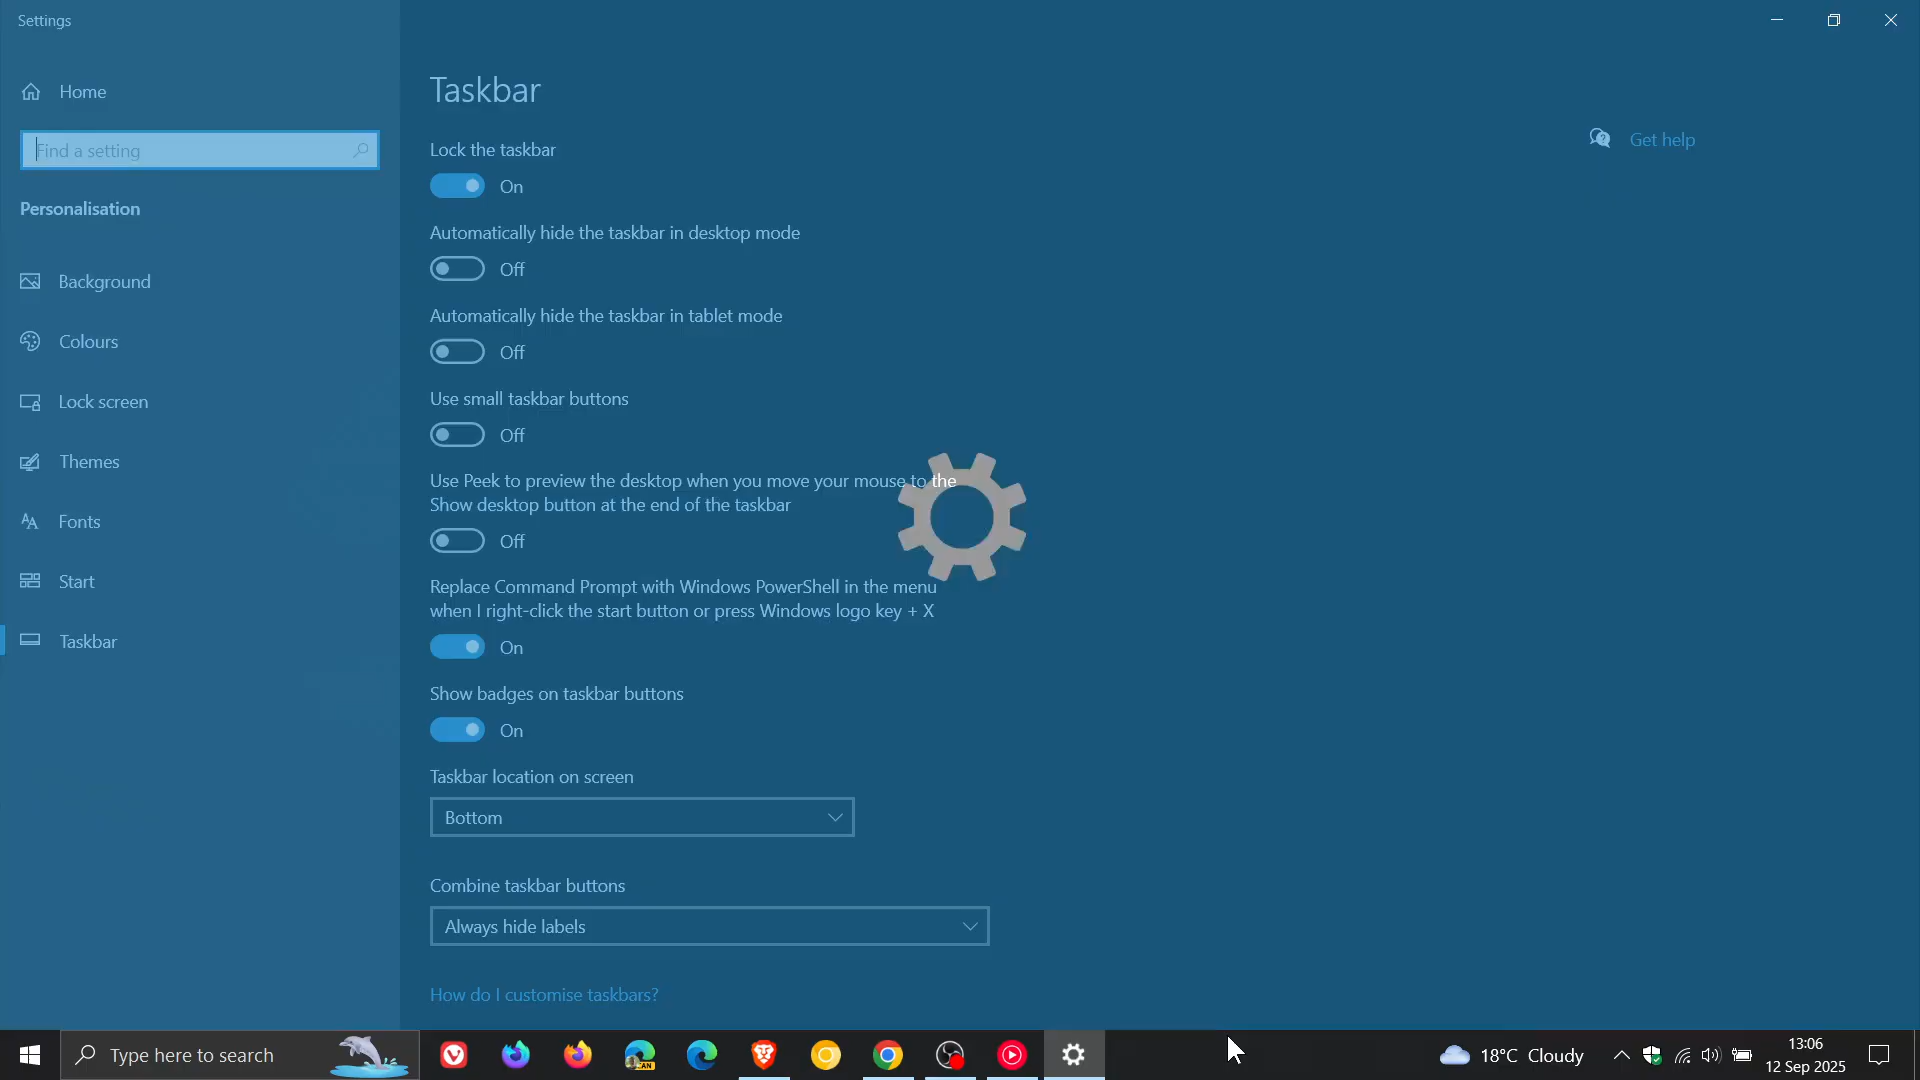 Settings
Home
Find a setting
Personalisation
Background
Colours
Lock screen
Themes
Fonts
Start
Taskbar
Taskbar
Lock the taskbar
On
Automatically hide the taskbar in desktop mode
Off
Automatically hide the taskbar in tablet mode
Off
Use small taskbar buttons
Off
Use Peek to preview the desktop when you move your mouse to the
Show desktop button at the end of the taskbar
Off
Replace Command Prompt with Windows PowerShell in the menu
when I right-click the start button or press Windows logo key + X
On
Show badges on taskbar buttons
On
Taskbar location on screen
Bottom
Combine taskbar buttons
Always hide labels
How do I customise taskbars?
Get help
Type here to search
18°C Cloudy
13:06
12 Sep 2025